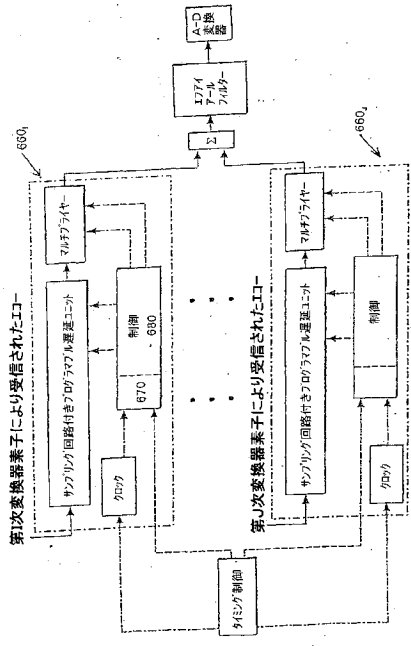 第1次変換器素子により受信されたエコー
660₁
サンプリング回路付きプログラマブル遅延ユニット
マルチプライヤー
クロック
670
制御
- 680
Σ
エフアイ
アール
フィルター
A-D
変換
器
タイミング制御
第J次変換器素子により受信されたエコー
サンプリング回路付きプログラマブル遅延ユニット
マルチプライヤー
クロック
制御